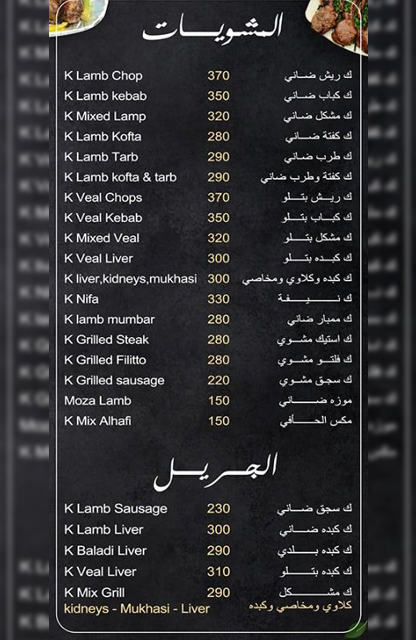 المشويات
K Lamb Chop 370 ك ريش ضاني
K Lamb kebab 350 ك كباب ضاني
K Mixed Lamp 320 ك مشكل ضاني
K Lamb Kofta 280 ك كفتة ضاني
K Lamb Tarb 290 ك طرب ضاني
K Lamb kofta & tarb 290 ك كفتة وطرب ضاني
K Veal Chops 370 ك ريش بتلو
K Veal Kebab 350 ك كباب بتلو
K Mixed Veal 320 ك مشكل بتلو
K Veal Liver 300 ك كبده بتلو
K liver,kidneys,mukhasi 300 ك كبده وكلاوي ومخاصي
K Nifa 330 ك نيفة
K lamb mumbar 280 ك ممبار ضاني
K Grilled Steak 280 ك استيك مشوي
K Grilled Filitto 280 ك فلتو مشوي
K Grilled sausage 220 ك سجق مشوي
Moza Lamb 150 موزه ضاني
K Mix Alhafi 150 مكس الحافي
الجريل
K Lamb Sausage 230 ك سجق ضاني
K Lamb Liver 300 ك كبده ضاني
K Baladi Liver 290 ك كبده بلدي
K Veal Liver 310 ك كبده بتلو
K Mix Grill 290 ك مشكل
kidneys - Mukhasi - Liver كلاوي ومخاصي وكبده